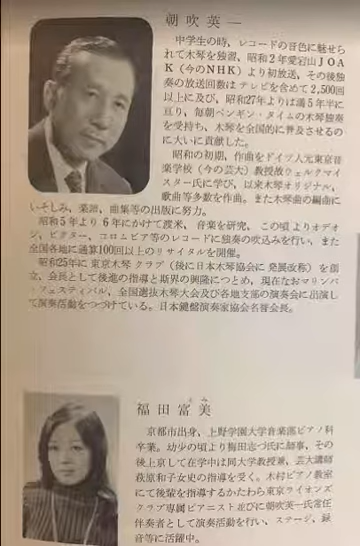 朝吹英一
中学生の時、レコードの音色に魅せら
れて木琴を独習、昭和2年愛宕山JOA
K（今のNHK）より初放送、その後独
奏の放送回数は テレビを含めて2,500回
以上に及び、昭和27年よりは満5年半に
亘り、毎朝ペンギン・タイムの木琴独奏
を受持ち、木琴を全国的に普及させるの
に大いに貢献した。
昭和の初期、作曲をドイツ人元東京音
楽学校（今の芸大）教授故ウェルクマイ
スター氏に学び、以来木琴オリジナル、
歌曲等多数を作曲。また木琴曲の編曲に
いそしみ、楽譜、曲集等の出版に努力。
昭和5年より6年にかけて渡米、音楽を研究、この頃よりオデオ
ン、ビクター、コロムビア等のレコードに独奏の吹込みを行い、また
全国各地に通算100回以上のリサイタルを開催。
昭和25年に東京木琴クラブ（後に日本木琴協会に発展改称）を創
立、会長として後進の指導と斯界の興隆につとめ、現在なおマリンバ
・フェスティバル、全国選抜木琴大会及び各地支部の演奏会に出演し
て演奏活動をつづけている。日本鍵盤演奏家協会名誉会長。
福田富美
京都市出身、上野学園大学音楽部ピアノ科
卒業。幼少の頃より梅田志づ氏に師事、その
後上京して在学中は同大学教授兼、芸大講師
萩原和子女史の指導を受く。木村ピアノ教室
にて後輩を指導するかたわら東京ライオンズ
クラブ専属ピアニスト並びに朝吹英一氏常任
伴奏者として演奏活動を行い、ステージ、録
音等に活躍中。